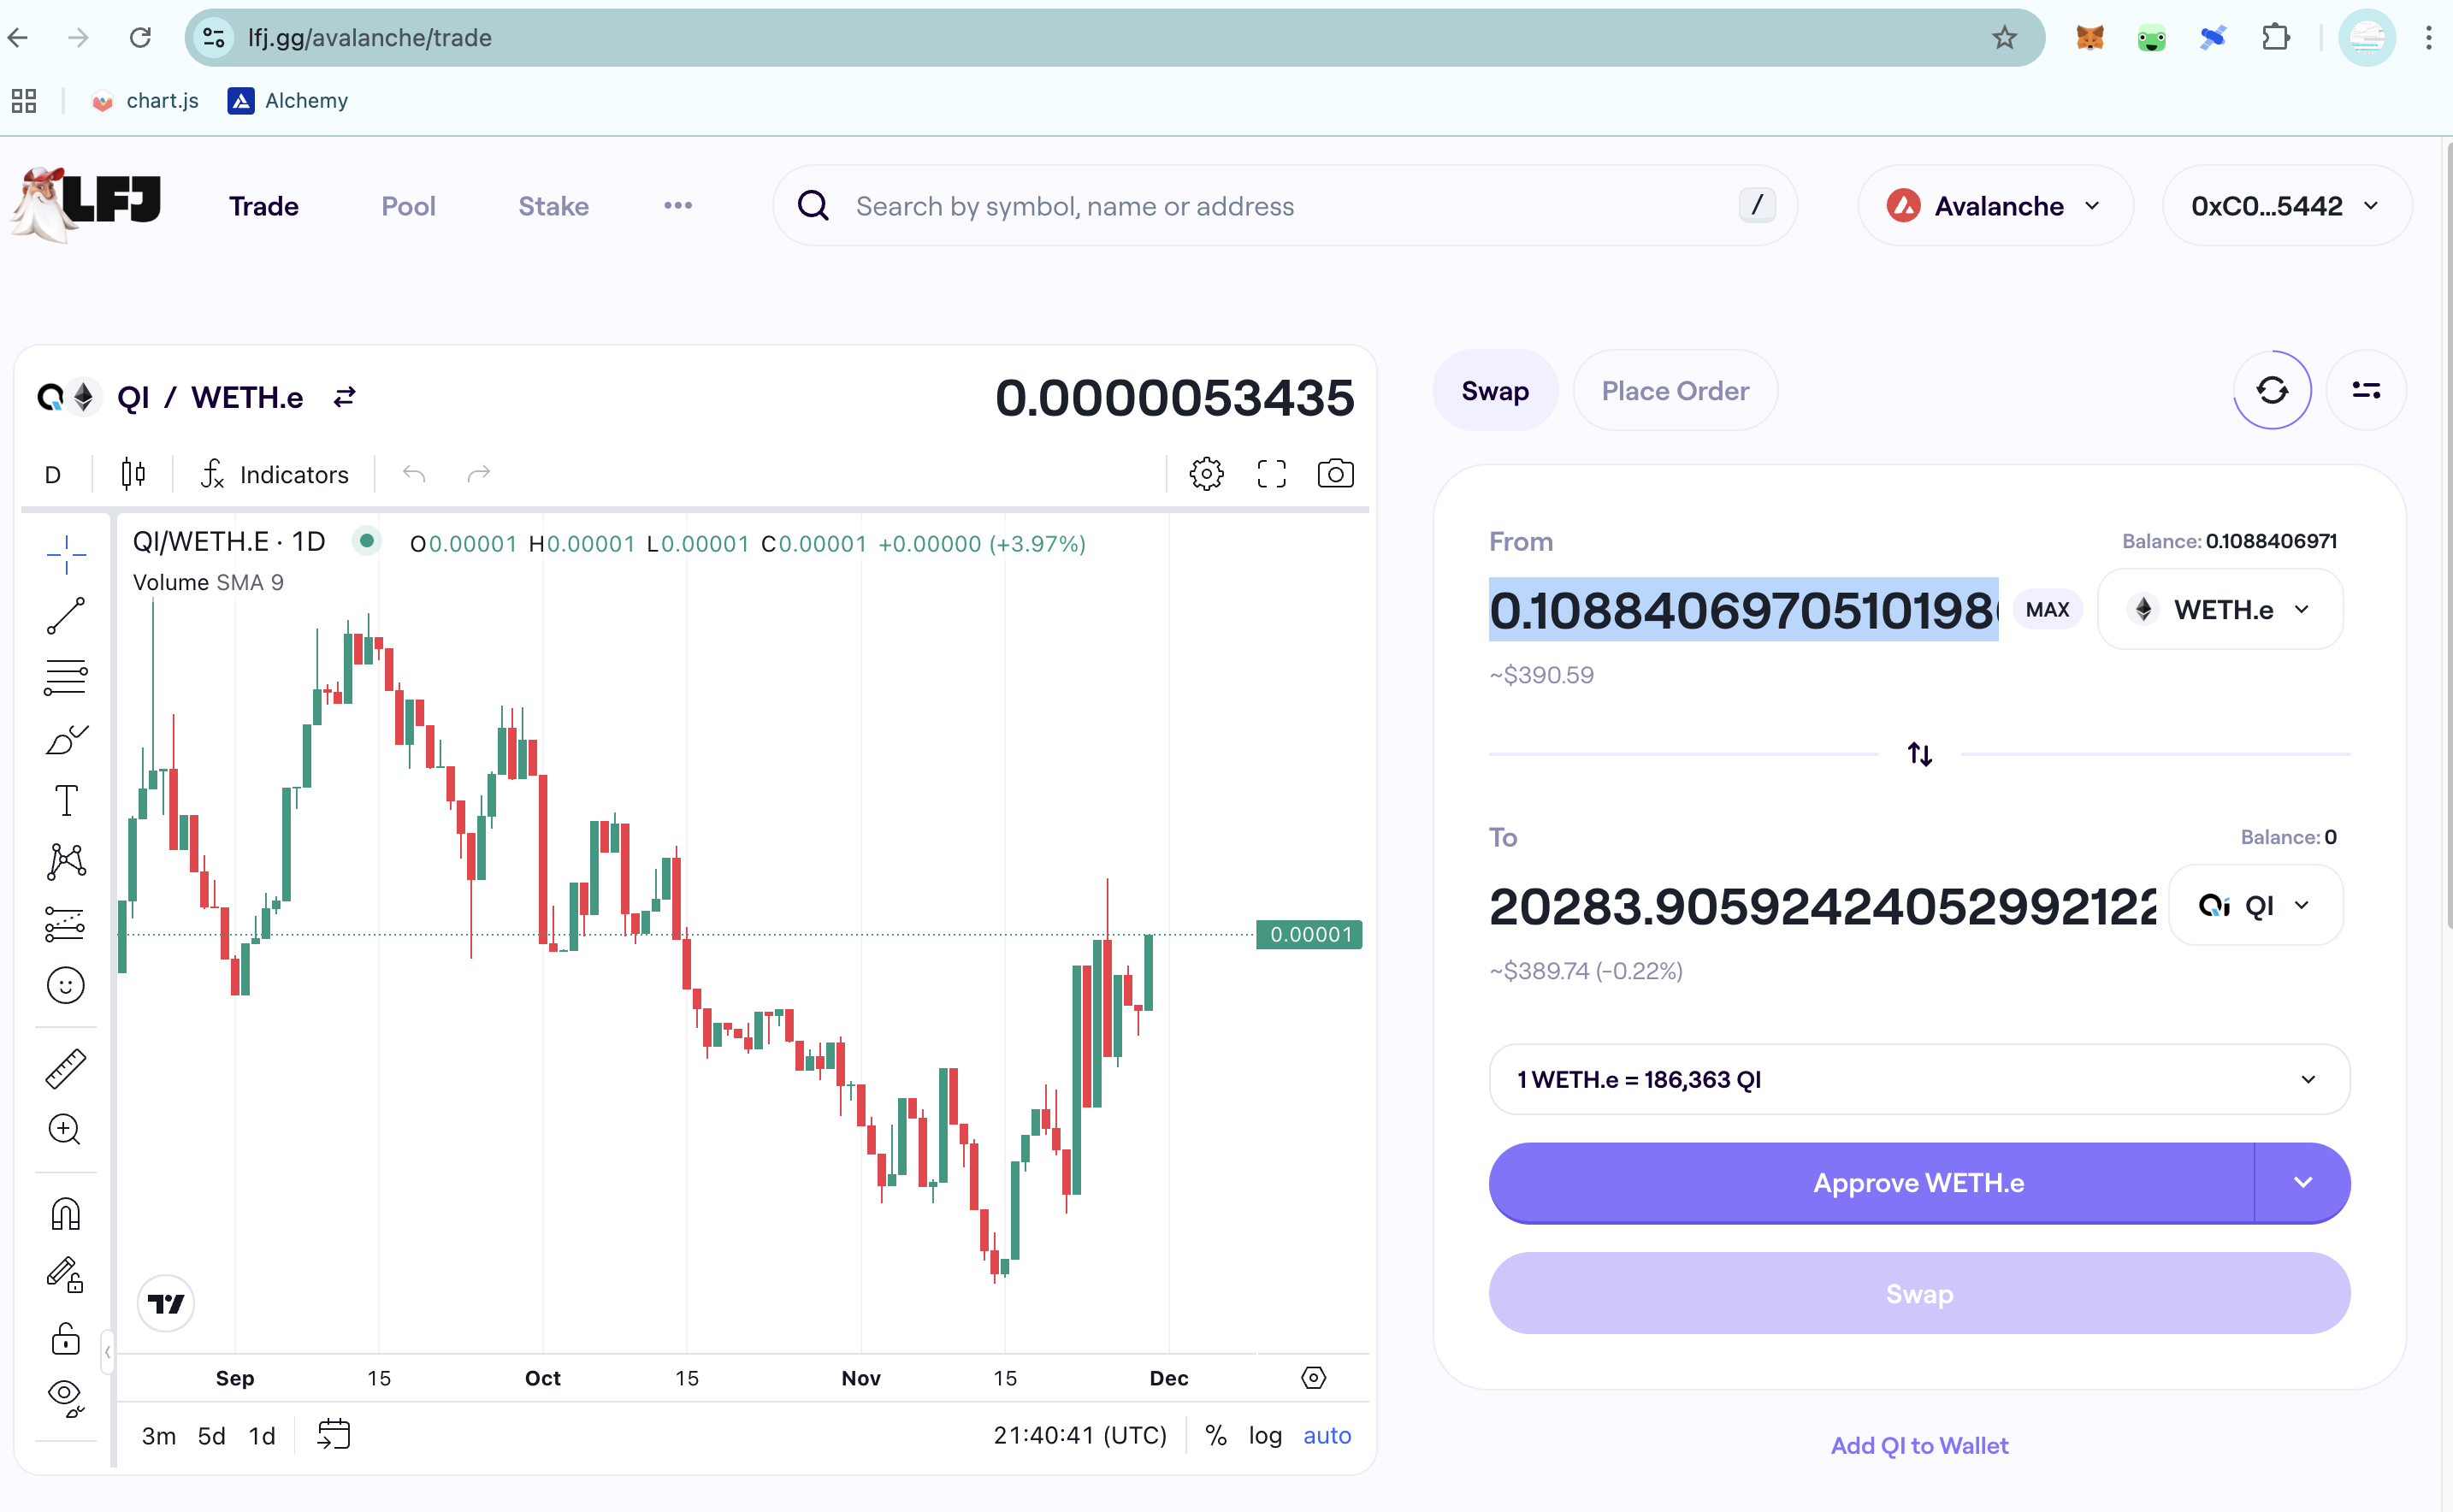 lfj.gg/avalanche/trade
chart.js
Alchemy
LFJ
Trade
Pool
Stake
Search by symbol, name or address
/
Avalanche
0xC0...5442
QI / WETH.e
0.0000053435
D
Indicators
QI/WETH.E · 1D
O0.00001 H0.00001 L0.00001 C0.00001 +0.00000 (+3.97%)
Volume SMA 9
0.00001
Sep
15
Oct
15
Nov
15
Dec
3m
5d
1d
21:40:41 (UTC)
%
log
auto
Swap
Place Order
From
Balance: 0.1088406971
0.10884069705101986
MAX
WETH.e
~$390.59
To
Balance: 0
20283.90592424052992122
QI
~$389.74 (-0.22%)
1 WETH.e = 186,363 QI
Approve WETH.e
Swap
Add QI to Wallet